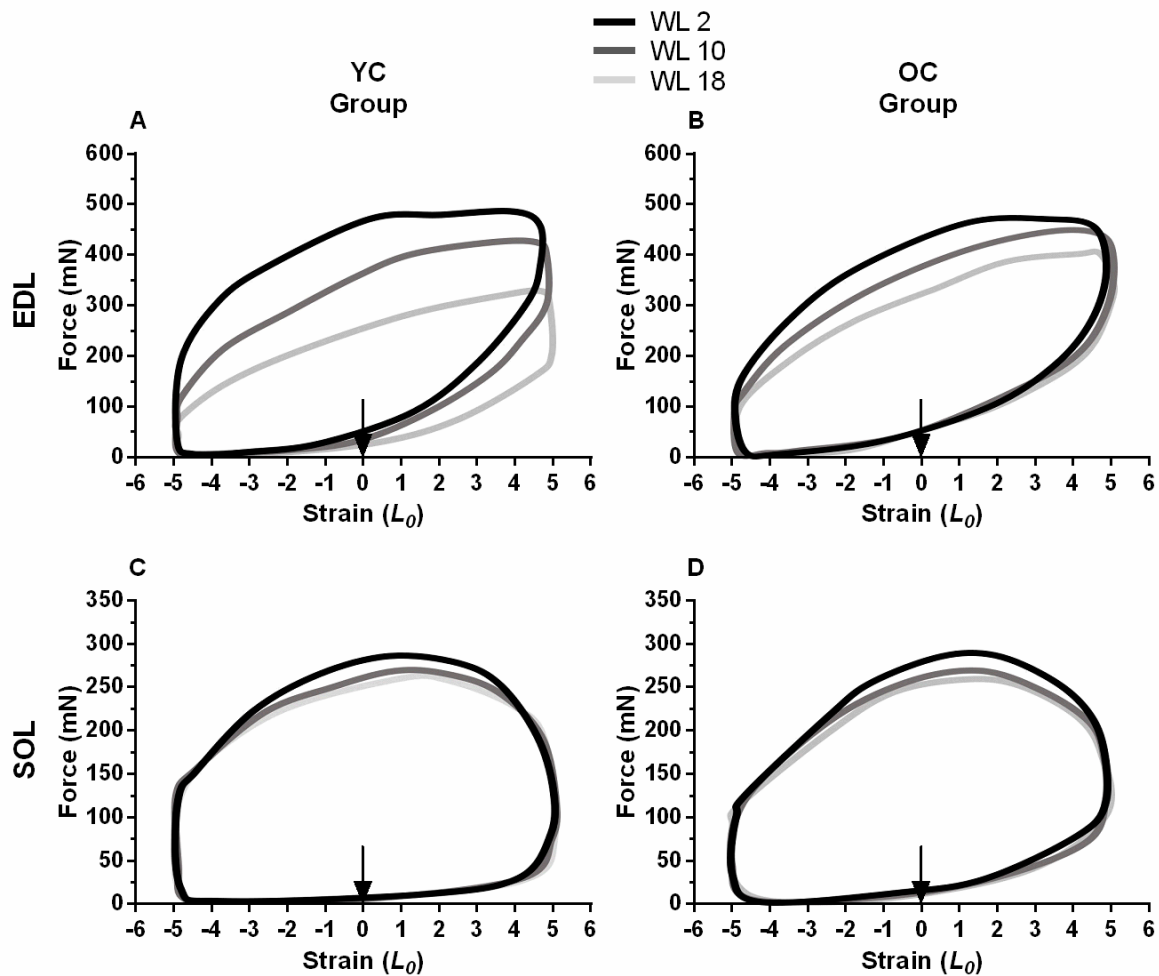 WL 2
WL 10
WL 18
YC
Group
OC
Group
A
EDL
Force (mN)
600
500
400
300
200
100
0
-6 -5 -4 -3 -2 -1 0 1 2 3 4 5 6
Strain (L0)
B
Force (mN)
600
500
400
300
200
100
0
-6 -5 -4 -3 -2 -1 0 1 2 3 4 5 6
Strain (L0)
C
SOL
Force (mN)
350
300
250
200
150
100
50
0
-6 -5 -4 -3 -2 -1 0 1 2 3 4 5 6
Strain (L0)
D
Force (mN)
350
300
250
200
150
100
50
0
-6 -5 -4 -3 -2 -1 0 1 2 3 4 5 6
Strain (L0)